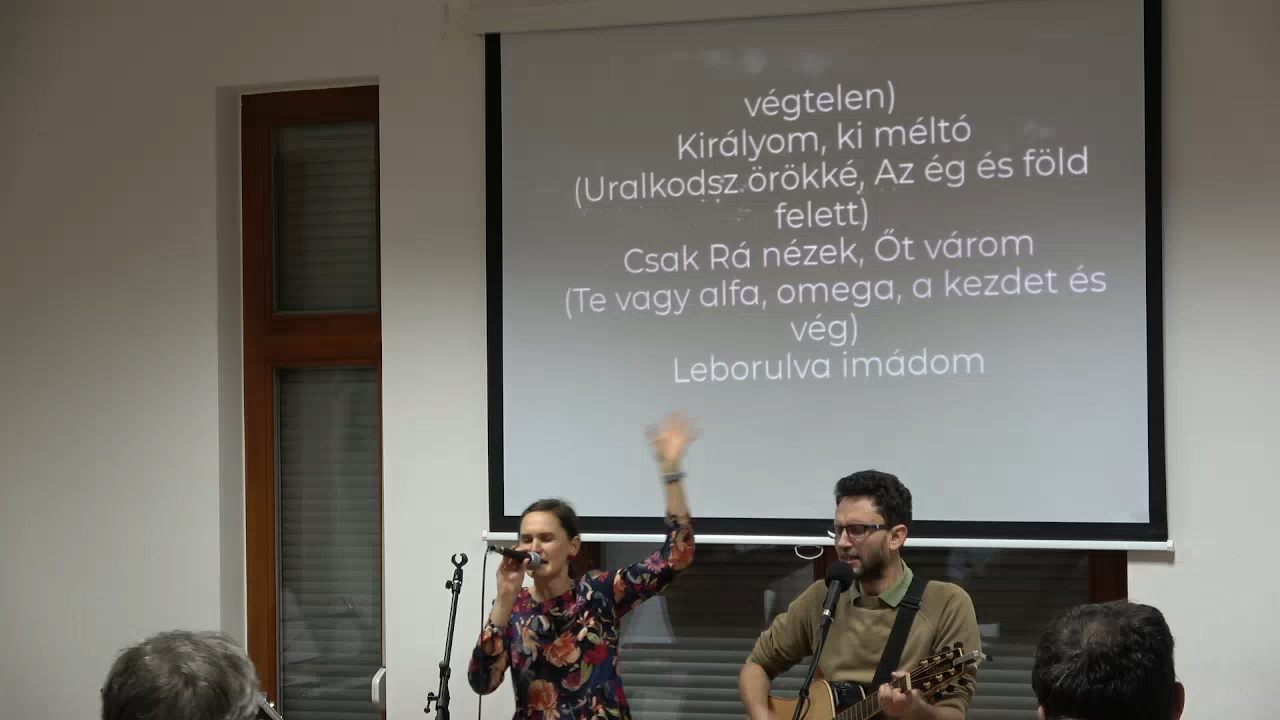 végtelen)
Királyom, ki méltó
(Uralkodsz örökké, Az ég és föld
felett)
Csak Rá nézek, Őt várom
(Te vagy alfa, omega, a kezdet és
vég)
Leborulva imádom